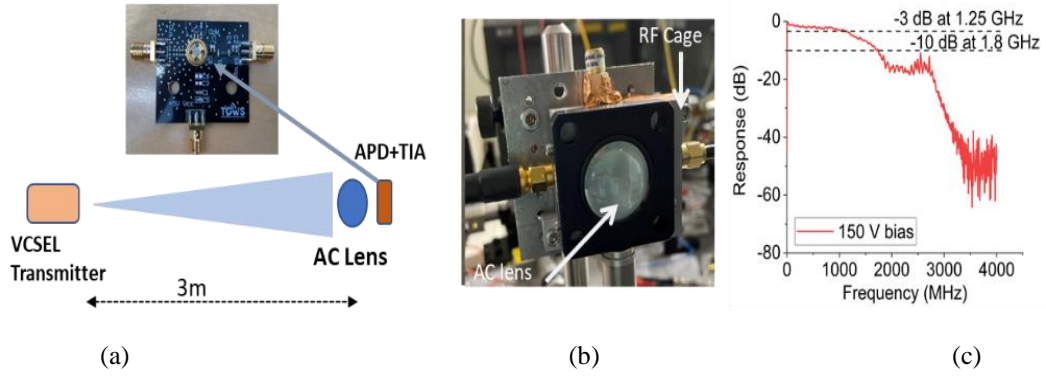 TOWS
APD+TIA
VCSEL
Transmitter
AC Lens
3m
(a)
RF Cage
AC lens
(b)
0
-20
-40
-60
-80
Response (dB)
-3 dB at 1.25 GHz
-10 dB at 1.8 GHz
150 V bias
0
1000
2000
3000
4000
Frequency (MHz)
(c)